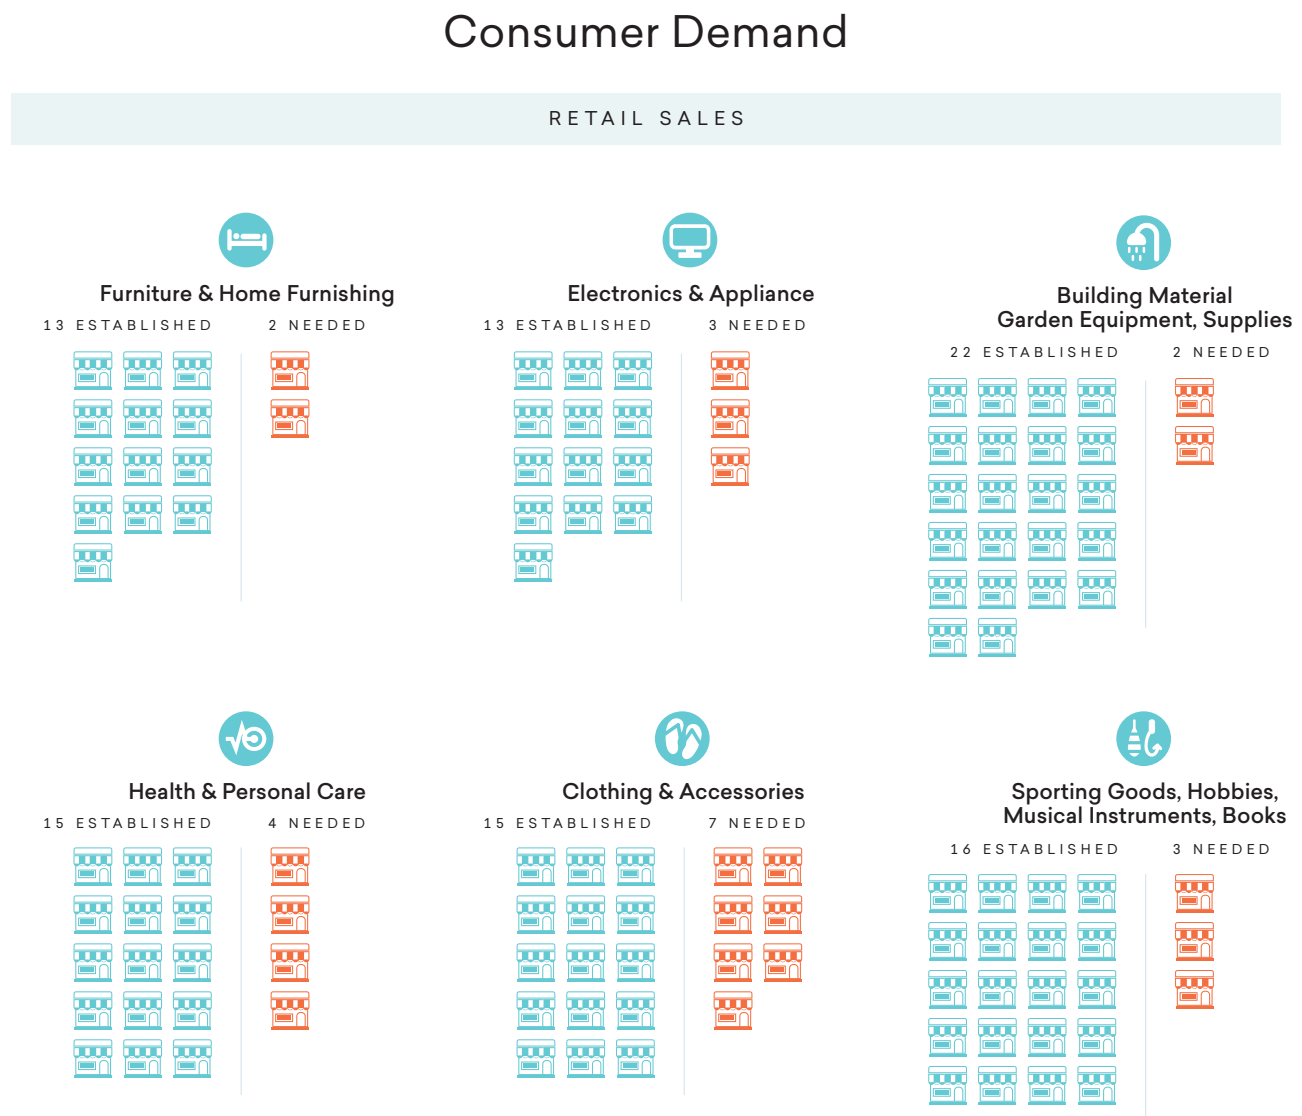 Consumer Demand
RETAIL SALES
Furniture & Home Furnishing
13 ESTABLISHED
2 NEEDED
Electronics & Appliance
13 ESTABLISHED
3 NEEDED
Building Material
Garden Equipment, Supplies
22 ESTABLISHED
2 NEEDED
Health & Personal Care
15 ESTABLISHED
4 NEEDED
Clothing & Accessories
15 ESTABLISHED
7 NEEDED
Sporting Goods, Hobbies,
Musical Instruments, Books
16 ESTABLISHED
3 NEEDED